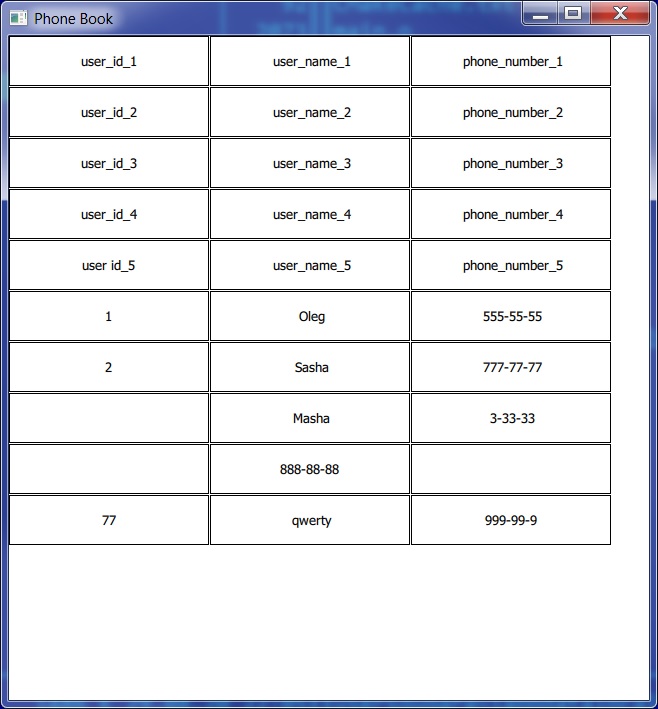 Phone Book
user_id_1 user_name_1 phone_number_1
user_id_2 user_name_2 phone_number_2
user_id_3 user_name_3 phone_number_3
user_id_4 user_name_4 phone_number_4
user id_5 user_name_5 phone_number_5
1 Oleg 555-55-55
2 Sasha 777-77-77
Masha 3-33-33
888-88-88
77 qwerty 999-99-9